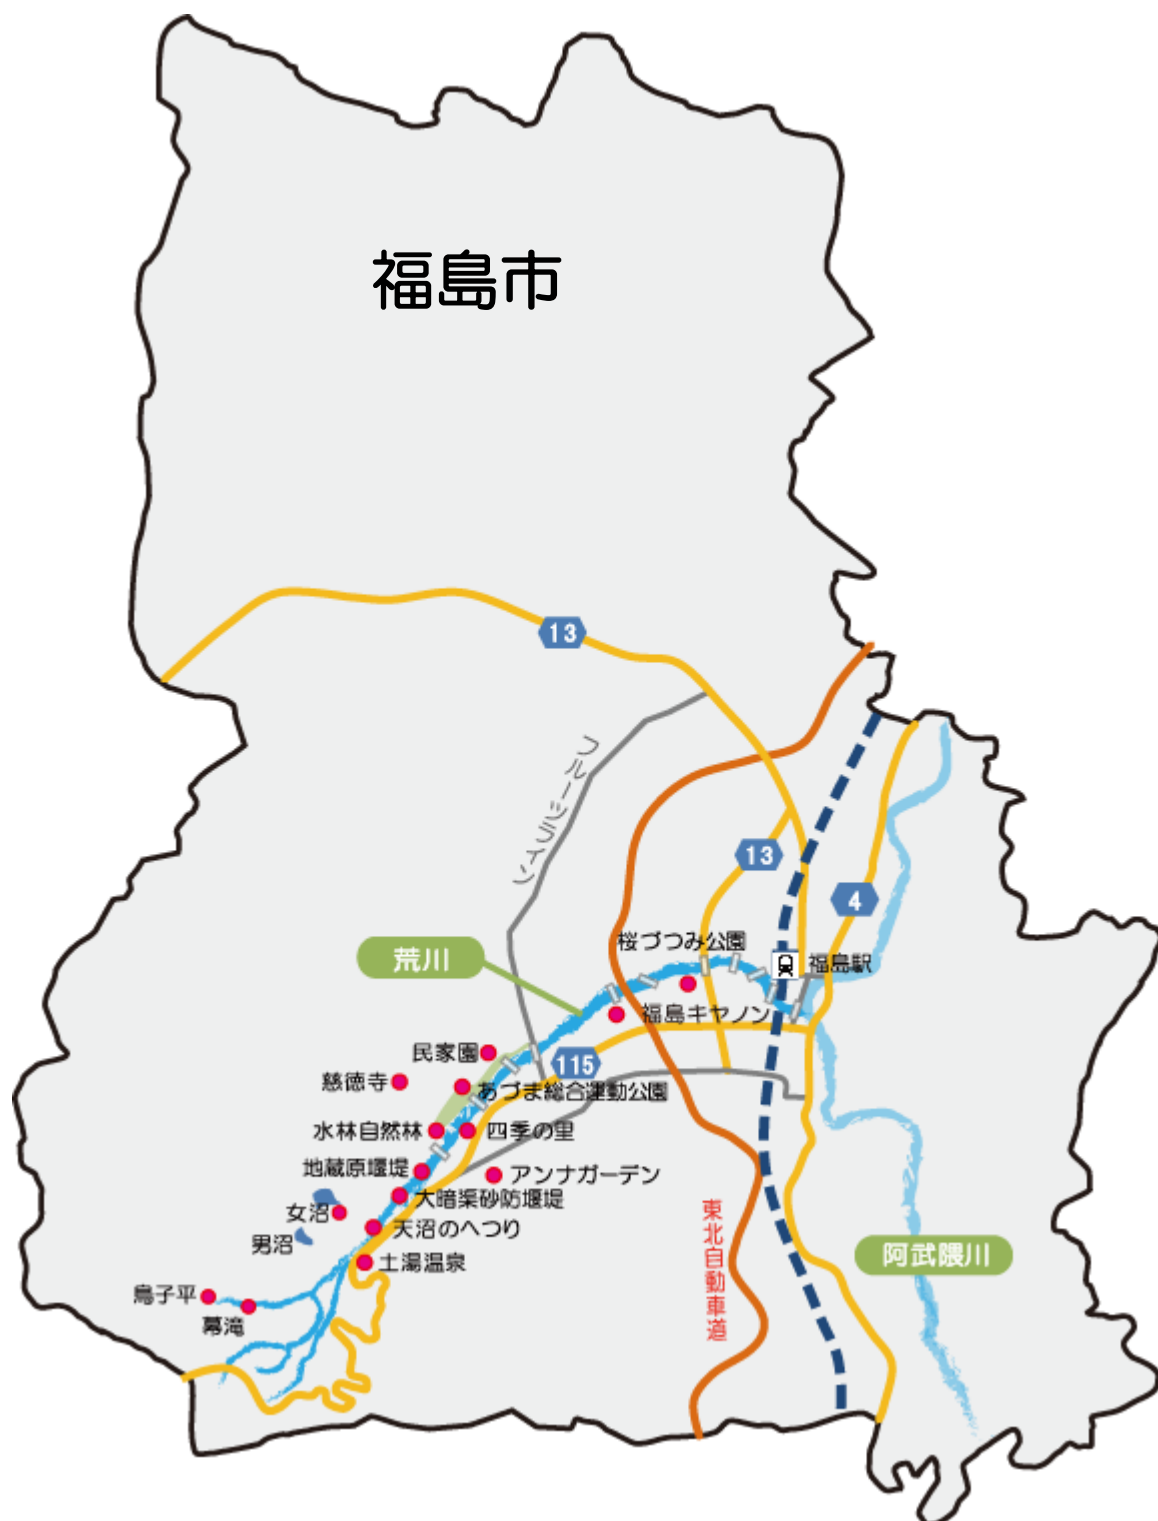 福島市
13
フルーツライン
13
4
桜づつみ公園
荒川
福島駅
福島キヤノン
民家園
115
慈徳寺
あづま総合運動公園
水林自然林
四季の里
地蔵原堰堤
アンナガーデン
大暗渠砂防堰堤
女沼
天沼のへつり
男沼
土湯温泉
東北自動車道
阿武隈川
鳥子平
幕滝